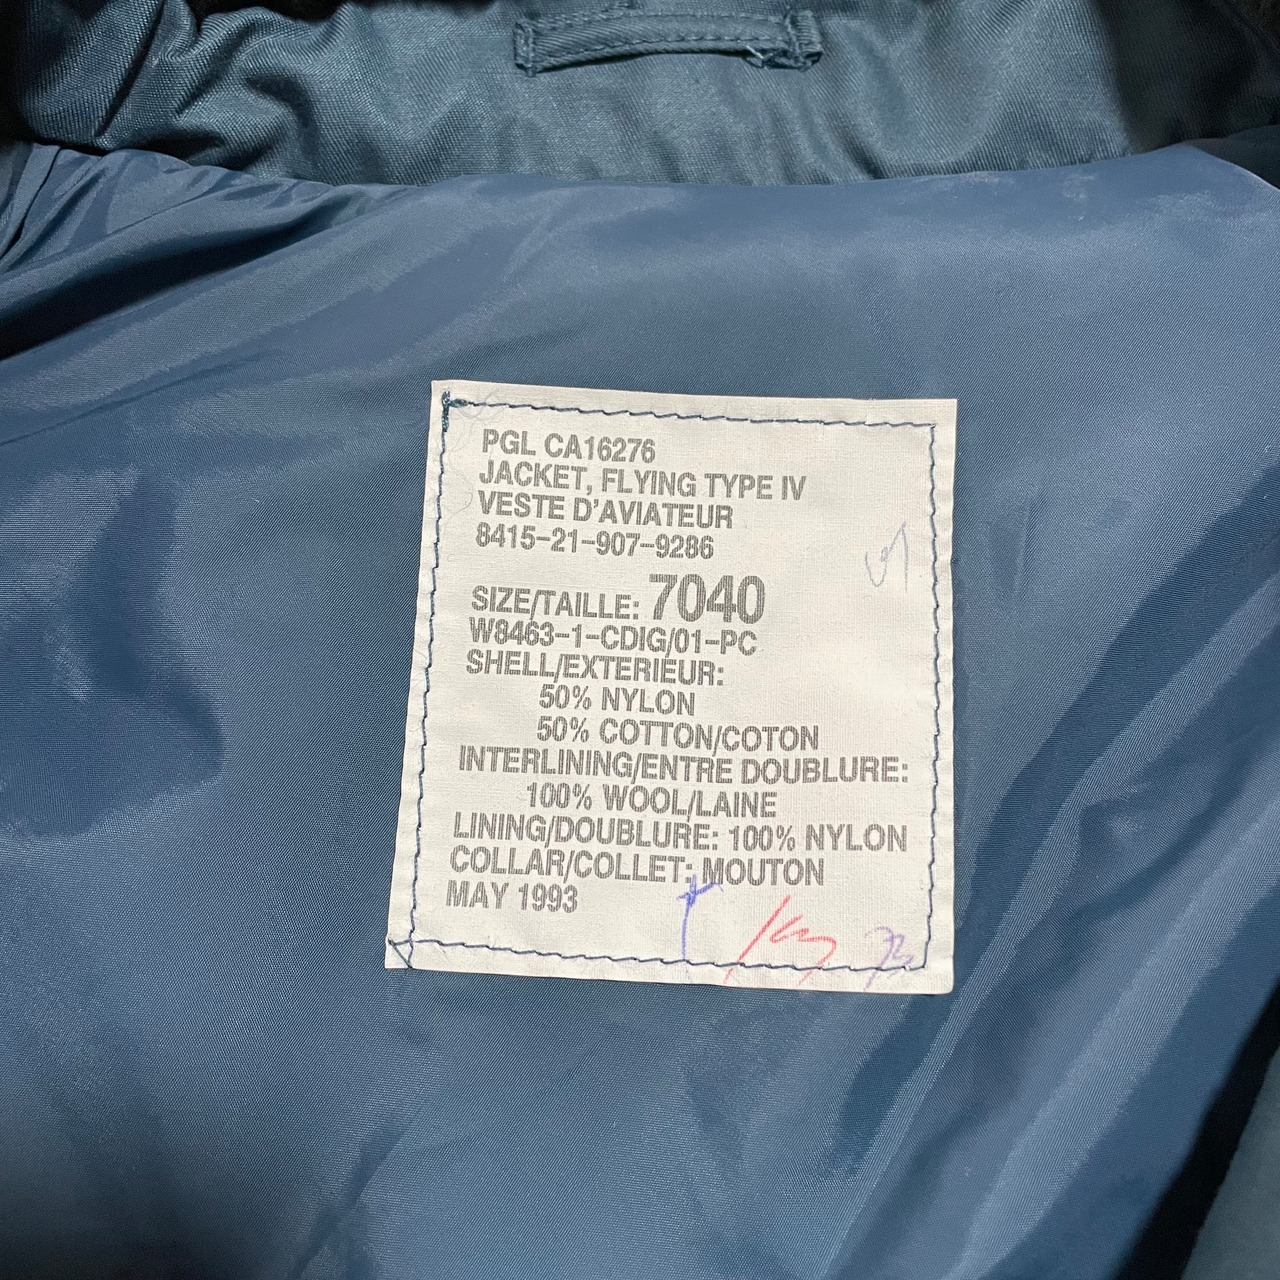 PGL CA16276
JACKET, FLYING TYPE IV
VESTE D'AVIATEUR
8415-21-907-9286
SIZE/TAILLE: 7040
W8463-1-CDIG/01-PC
SHELL/EXTERIEUR:
50% NYLON
50% COTTON/COTON
INTERLINING/ENTRE DOUBLURE:
100% WOOL/LAINE
LINING/DOUBLURE: 100% NYLON
COLLAR/COLLET: MOUTON
MAY 1993